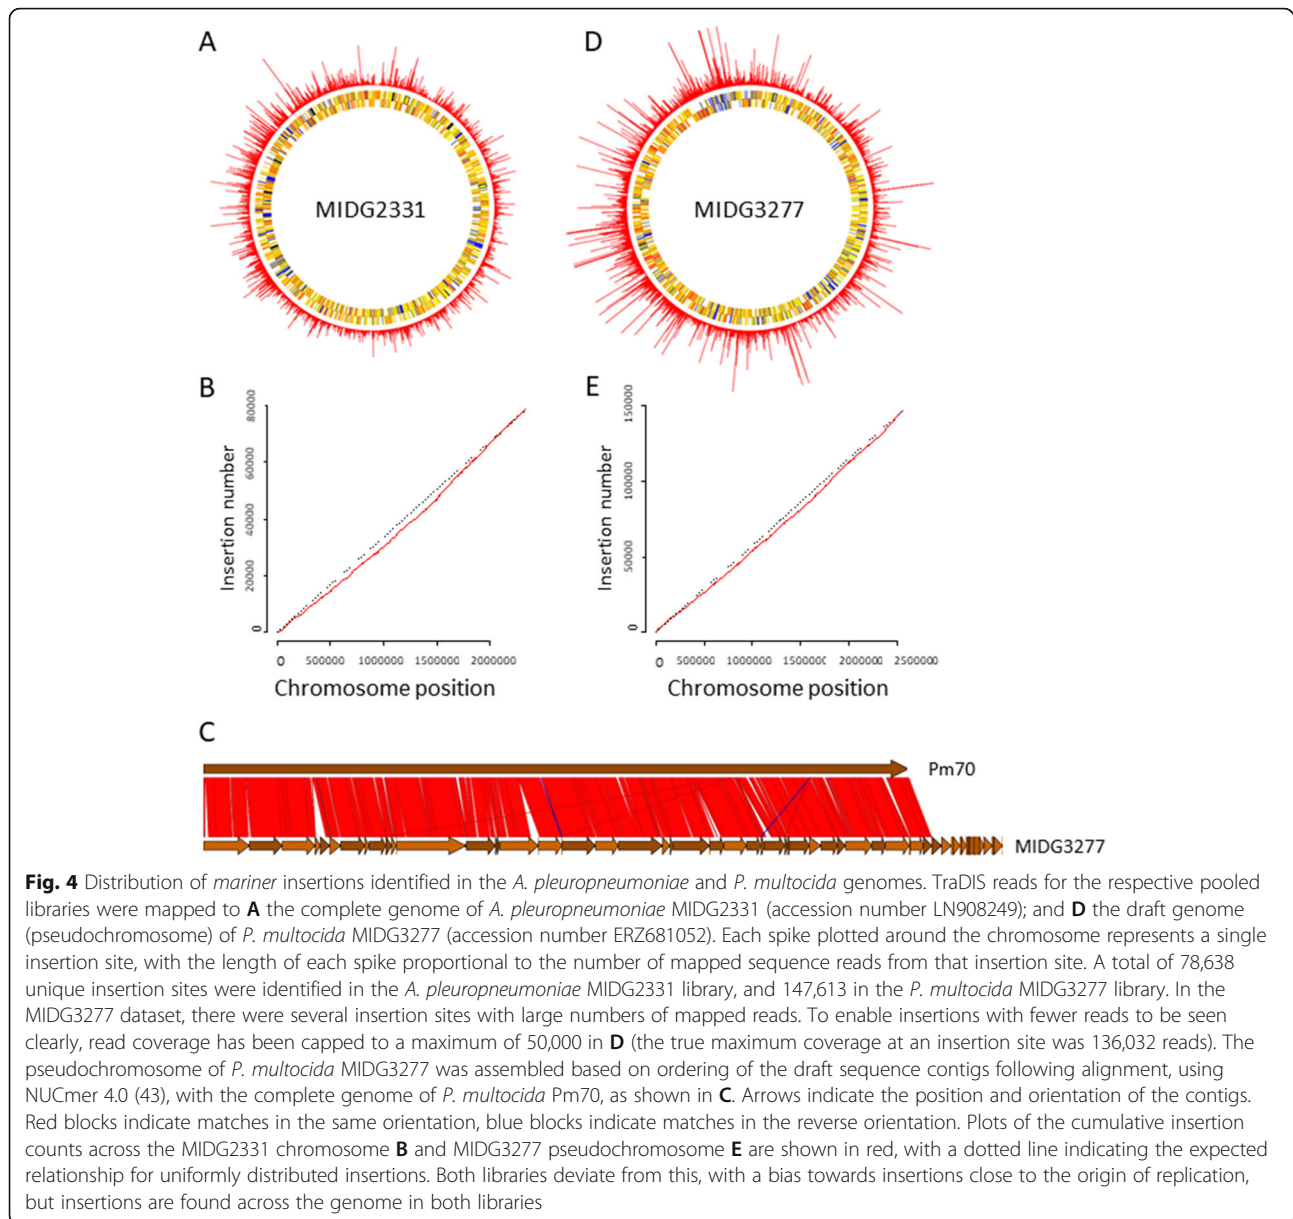 A
D
MIDG2331
MIDG3277
B
E
Insertion number
0
20000
40000
60000
80000
0
500000
1000000
1500000
2000000
Chromosome position
Insertion number
0
50000
100000
150000
0
500000
1000000
1500000
2000000
2500000
Chromosome position
C
Pm70
MIDG3277
Fig. 4 Distribution of mariner insertions identified in the A. pleuropneumoniae and P. multocida genomes. TraDIS reads for the respective pooled
libraries were mapped to A the complete genome of A. pleuropneumoniae MIDG2331 (accession number LN908249); and D the draft genome
(pseudochromosome) of P. multocida MIDG3277 (accession number ERZ681052). Each spike plotted around the chromosome represents a single
insertion site, with the length of each spike proportional to the number of mapped sequence reads from that insertion site. A total of 78,638
unique insertion sites were identified in the A. pleuropneumoniae MIDG2331 library, and 147,613 in the P. multocida MIDG3277 library. In the
MIDG3277 dataset, there were several insertion sites with large numbers of mapped reads. To enable insertions with fewer reads to be seen
clearly, read coverage has been capped to a maximum of 50,000 in D (the true maximum coverage at an insertion site was 136,032 reads). The
pseudochromosome of P. multocida MIDG3277 was assembled based on ordering of the draft sequence contigs following alignment, using
NUCmer 4.0 (43), with the complete genome of P. multocida Pm70, as shown in C. Arrows indicate the position and orientation of the contigs.
Red blocks indicate matches in the same orientation, blue blocks indicate matches in the reverse orientation. Plots of the cumulative insertion
counts across the MIDG2331 chromosome B and MIDG3277 pseudochromosome E are shown in red, with a dotted line indicating the expected
relationship for uniformly distributed insertions. Both libraries deviate from this, with a bias towards insertions close to the origin of replication,
but insertions are found across the genome in both libraries